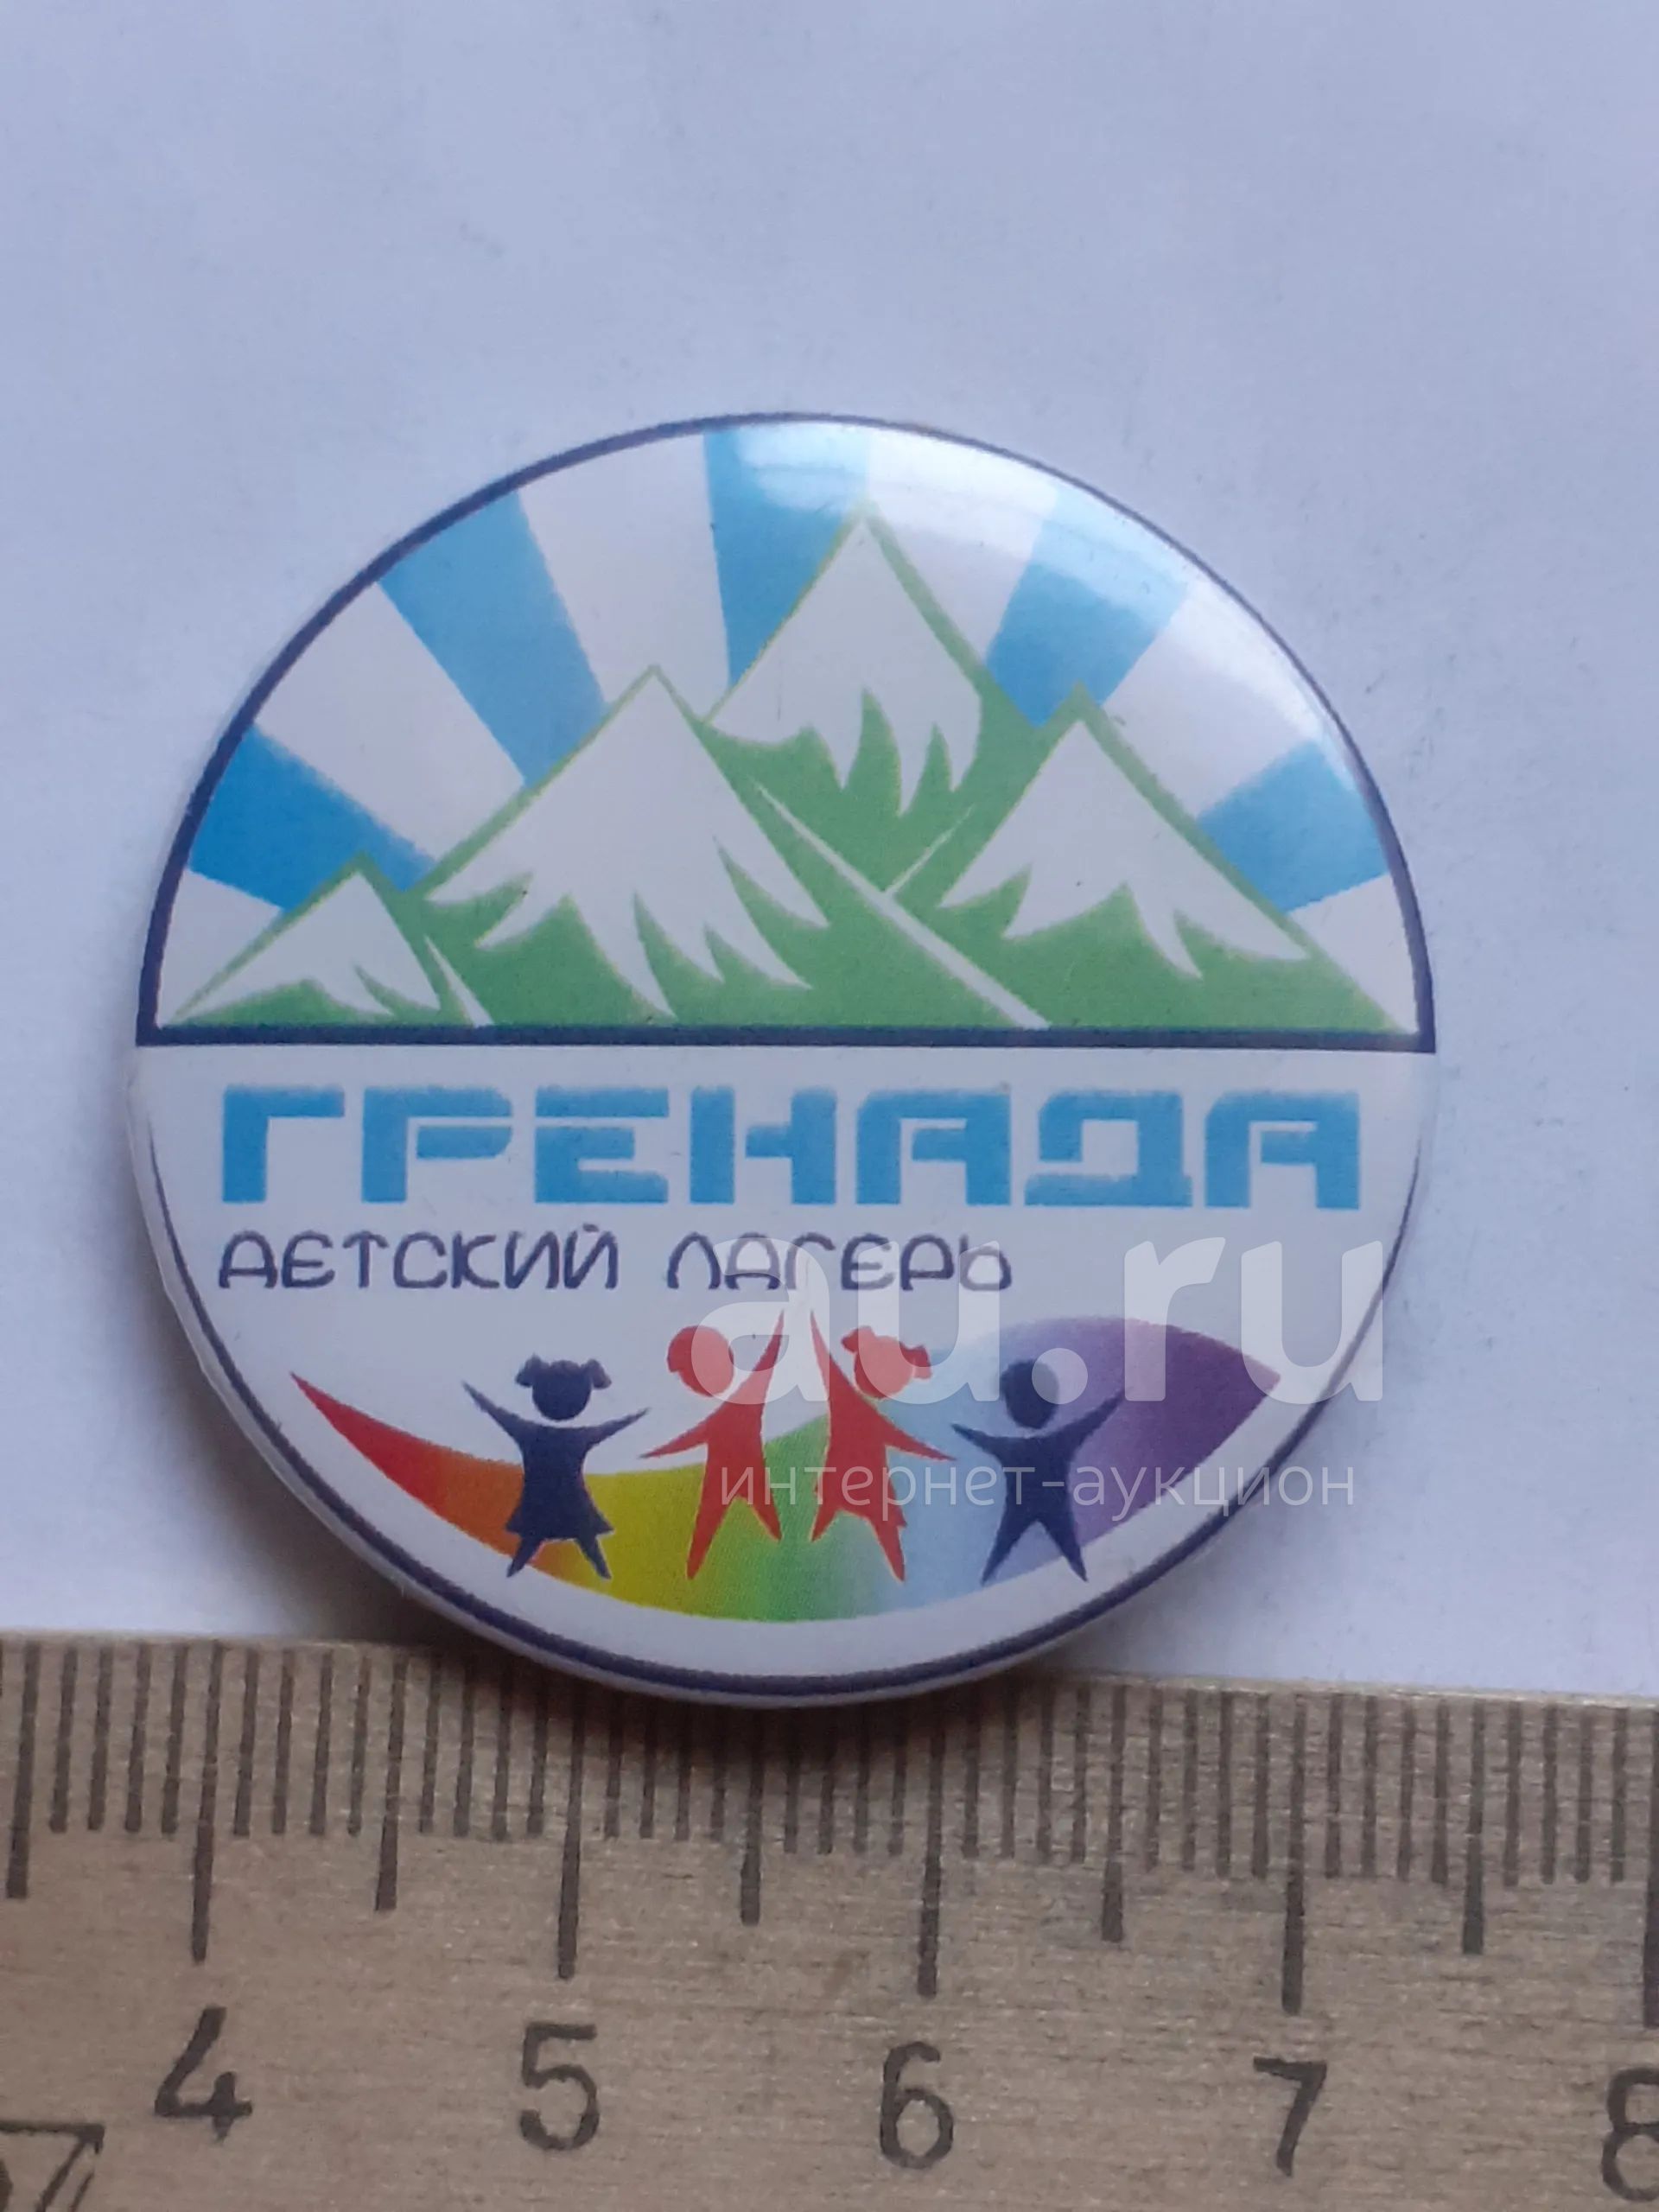 ГРЕНАДА
ДЕТСКИЙ ЛАГЕРЬ
au.ru
интернет-аукцион
4 5 6 7 8